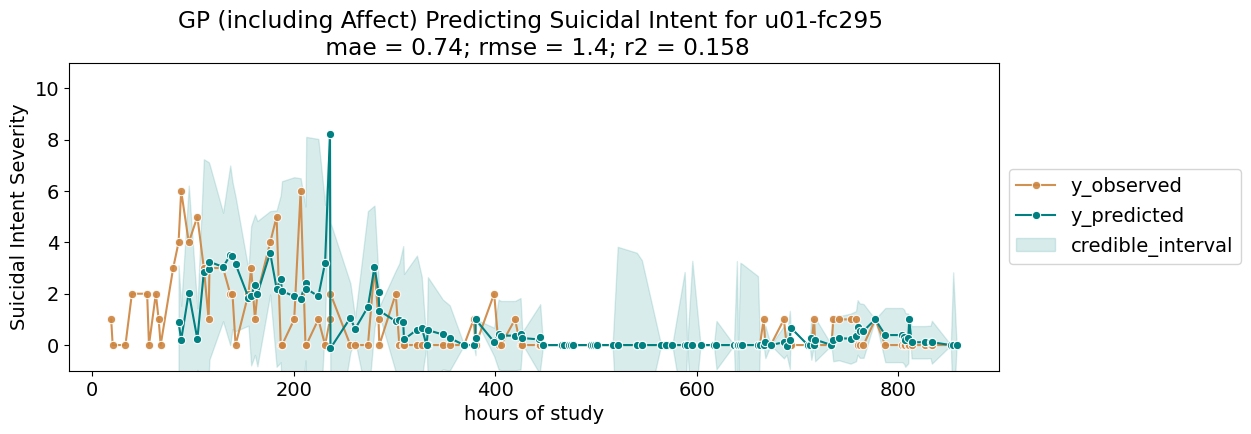 GP (including Affect) Predicting Suicidal Intent for u01-fc295
mae = 0.74; rmse = 1.4; r2 = 0.158
Suicidal Intent Severity
10
8
6
4
2
0
0 200 400 600 800
hours of study
y_observed
y_predicted
credible_interval